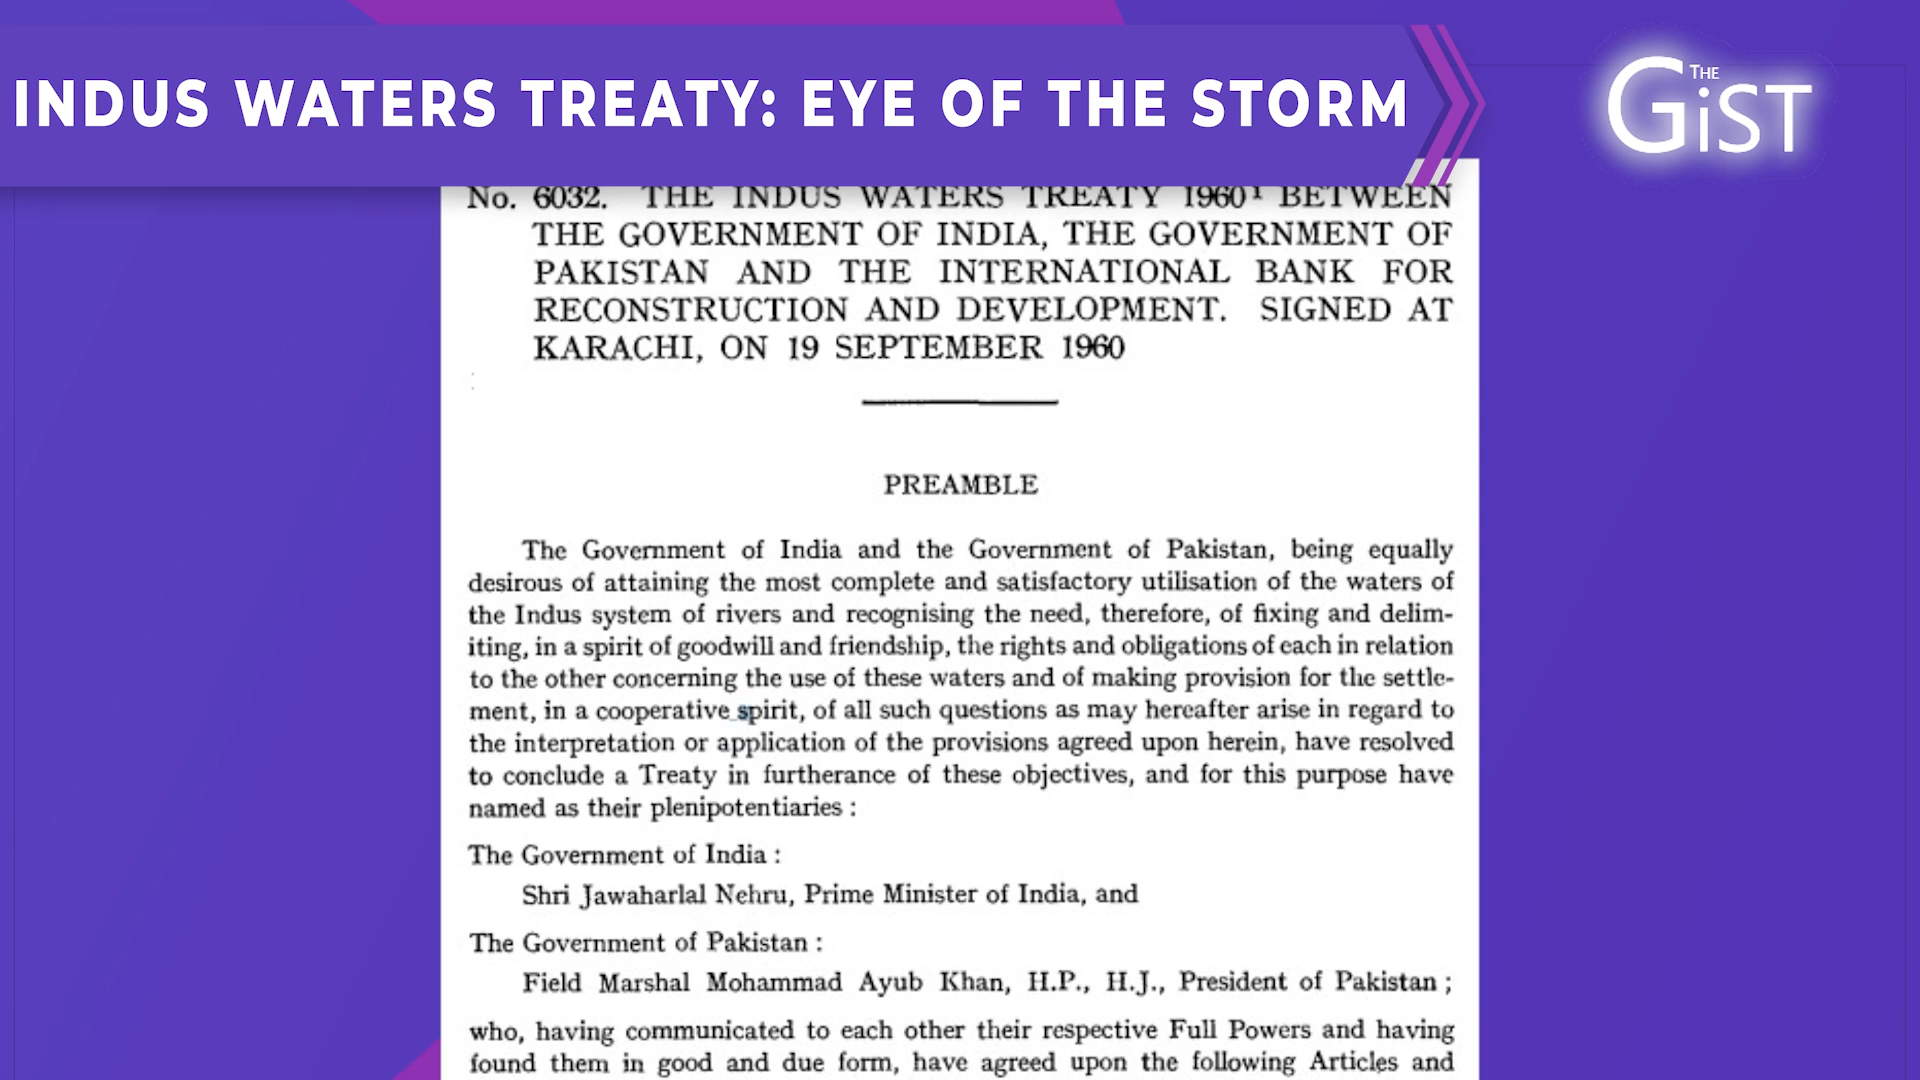 INDUS WATERS TREATY: EYE OF THE STORM
THE GiST
No. 6032. THE INDUS WATERS TREATY 1960¹ BETWEEN
THE GOVERNMENT OF INDIA, THE GOVERNMENT OF
PAKISTAN AND THE INTERNATIONAL BANK FOR
RECONSTRUCTION AND DEVELOPMENT. SIGNED AT
KARACHI, ON 19 SEPTEMBER 1960
PREAMBLE
The Government of India and the Government of Pakistan, being equally
desirous of attaining the most complete and satisfactory utilisation of the waters of
the Indus system of rivers and recognising the need, therefore, of fixing and delim-
iting, in a spirit of goodwill and friendship, the rights and obligations of each in relation
to the other concerning the use of these waters and of making provision for the settle-
ment, in a cooperative spirit, of all such questions as may hereafter arise in regard to
the interpretation or application of the provisions agreed upon herein, have resolved
to conclude a Treaty in furtherance of these objectives, and for this purpose have
named as their plenipotentiaries :
The Government of India :
Shri Jawaharlal Nehru, Prime Minister of India, and
The Government of Pakistan :
Field Marshal Mohammad Ayub Khan, H.P., H.J., President of Pakistan ;
who, having communicated to each other their respective Full Powers and having
found them in good and due form, have agreed upon the following Articles and